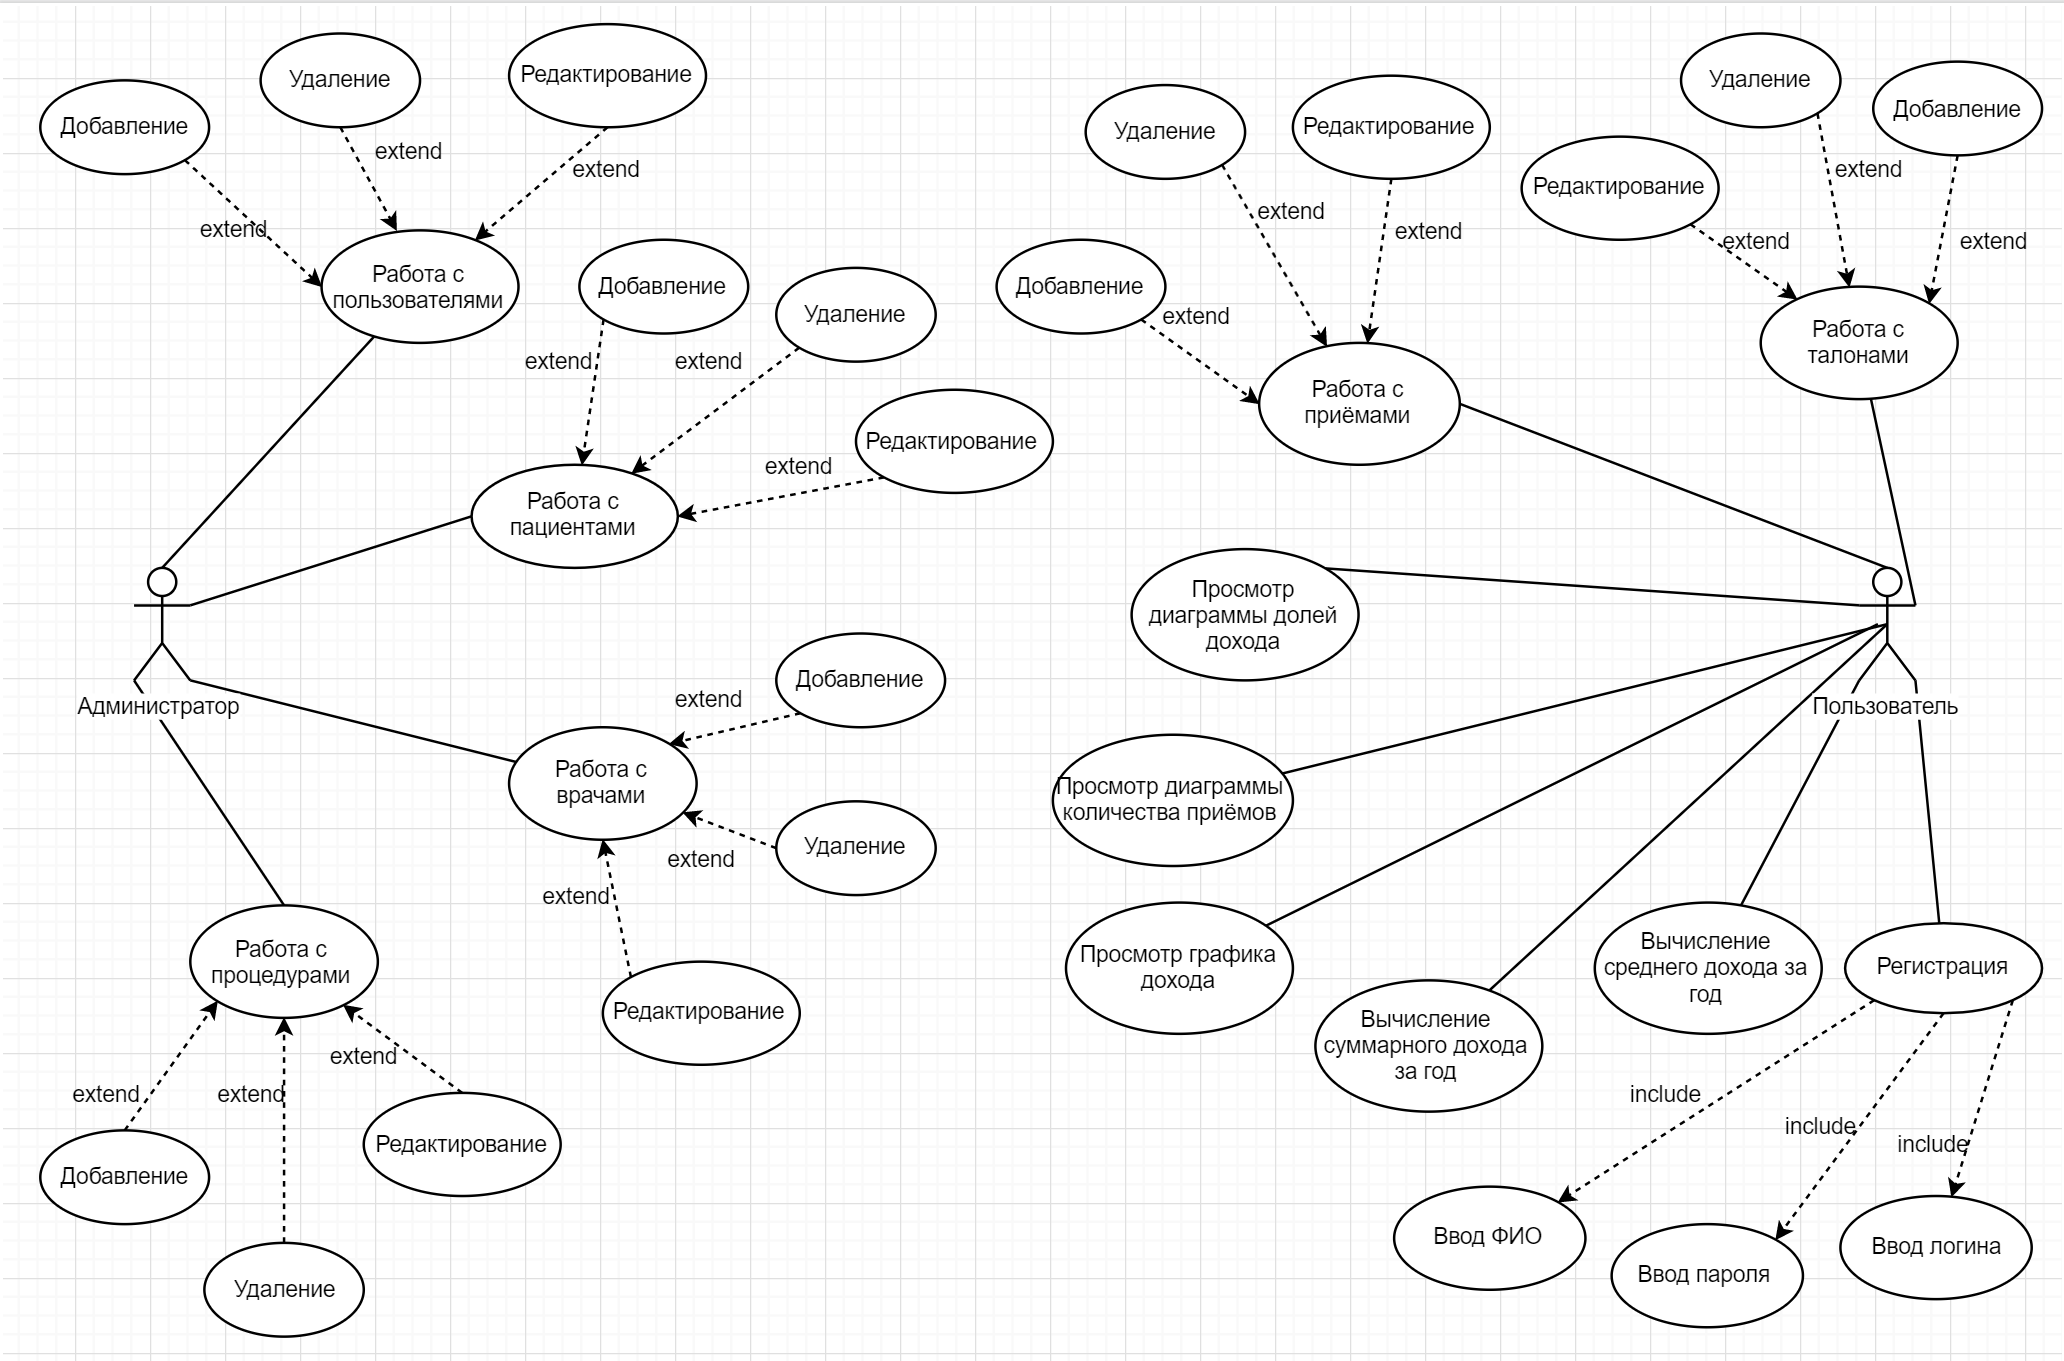 Добавление
Удаление
Редактирование
extend
extend
extend
Работа с
пользователями
Добавление
Удаление
Редактирование
extend
extend
extend
Работа с
пациентами
Администратор
Добавление
extend
Работа с
врачами
Удаление
extend
extend
Редактирование
Работа с
процедурами
extend
extend
extend
Добавление
Редактирование
Удаление
Удаление
Редактирование
Добавление
extend
extend
extend
Работа с
приёмами
Удаление
Добавление
Редактирование
extend
extend
extend
Работа с
талонами
Просмотр
диаграммы долей
дохода
Пользователь
Просмотр диаграммы
количества приёмов
Просмотр графика
дохода
Вычисление
суммарного дохода
за год
Вычисление
среднего дохода за
год
Регистрация
include
include
include
Ввод ФИО
Ввод пароля
Ввод логина